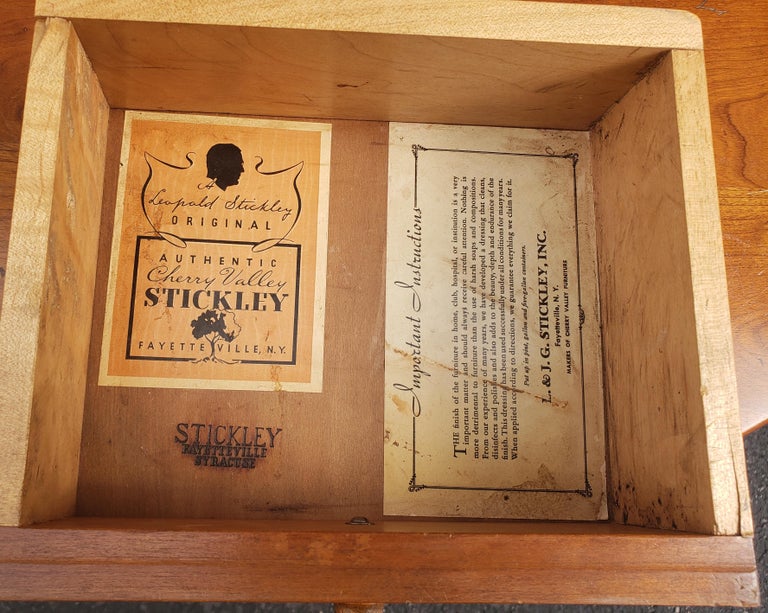 A
Leopold Stickley
ORIGINAL
AUTHENTIC
Cherry Valley
STICKLEY
FAYETTEVILLE, N.Y.
STICKLEY
FAYETTEVILLE
SYRACUSE
Important Instructions
THE finish of the furniture in home, club, hospital, or institution is a very
important matter and should always receive careful attention. Nothing is
more detrimental to furniture than the use of harsh soaps and compositions.
From our experience of many years, we have developed a dressing that cleans,
disinfects and polishes and also adds to the beauty, depth and endurance of the
finish. This dressing has been used successfully under all conditions for many years.
When applied according to directions, we guarantee everything we claim for it.
Put up in pint, gallon and five-gallon containers.
L. & J. G. STICKLEY, INC.
Fayetteville, N. Y.
MAKERS OF CHERRY VALLEY FURNITURE